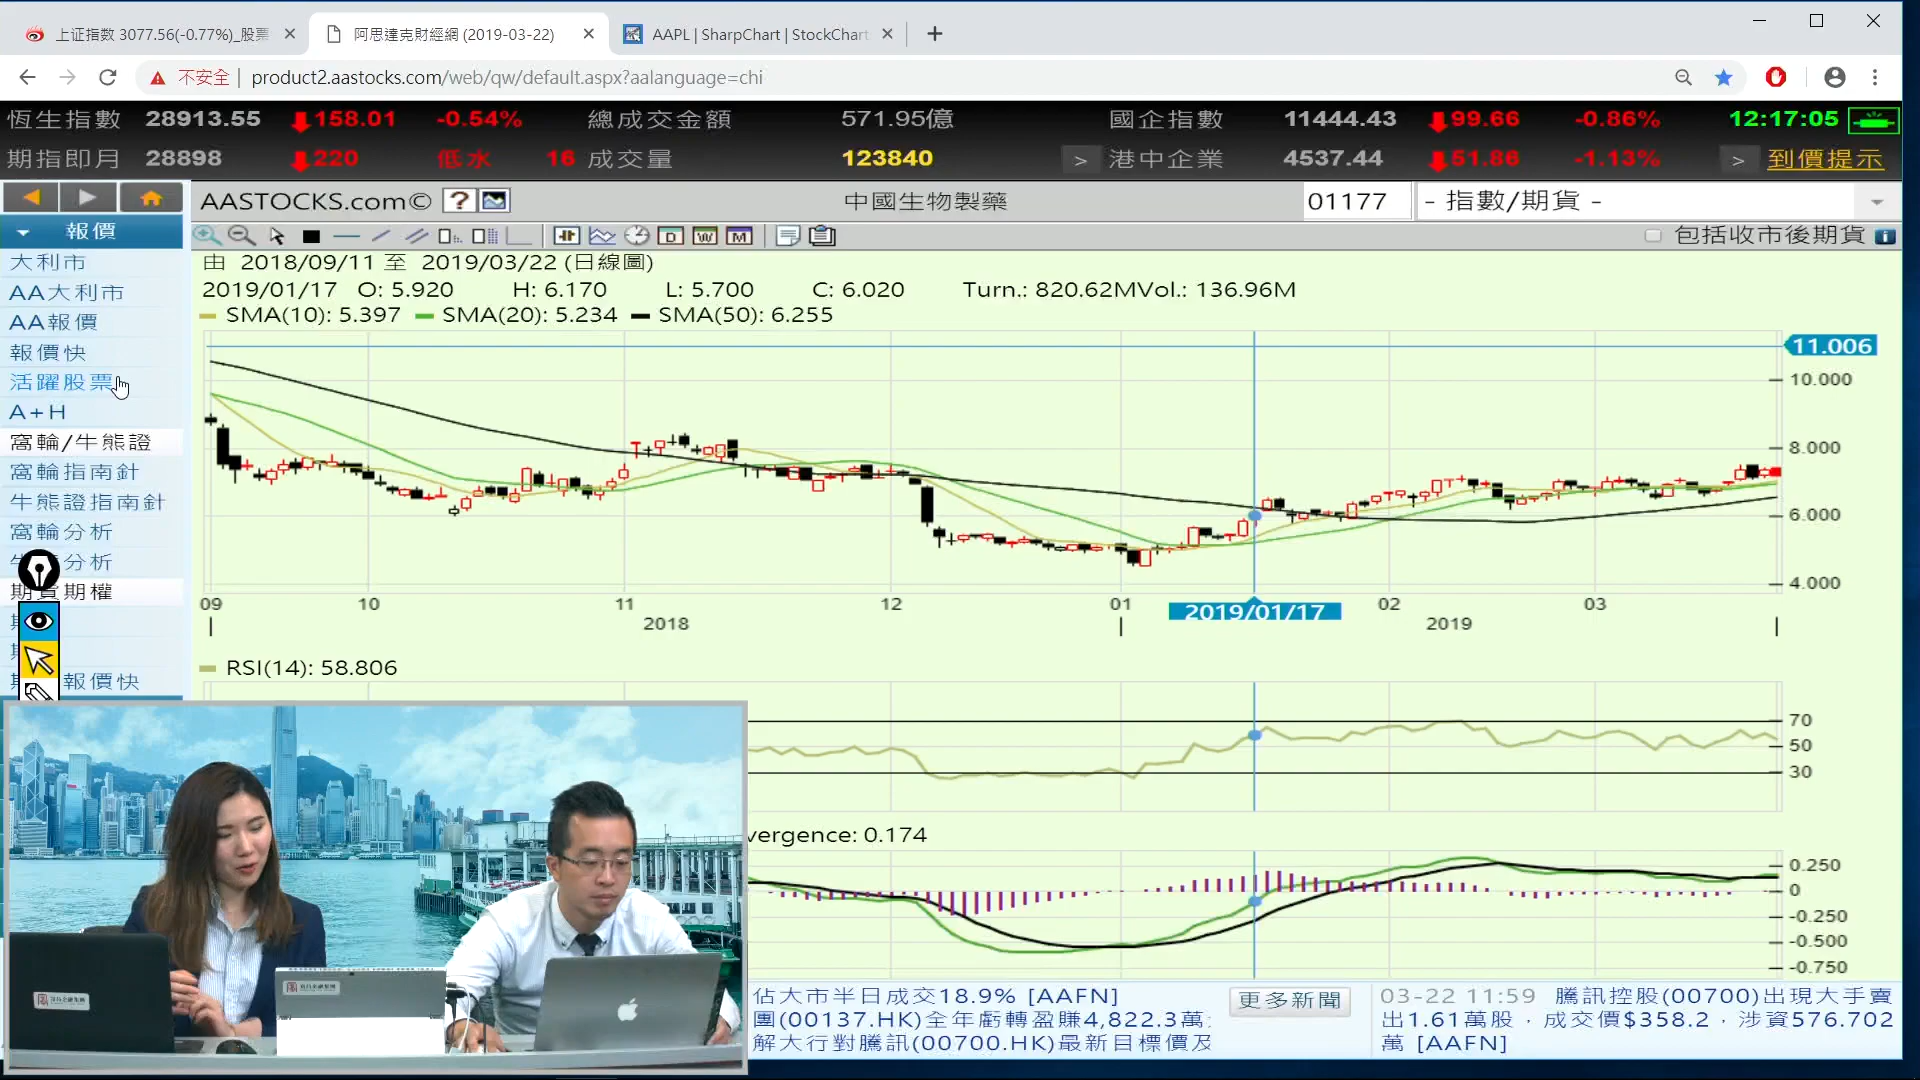 上证指数 3077.56(-0.77%)_股票
阿思達克財經網 (2019-03-22)
AAPL | SharpChart | StockChart
不安全 | product2.aastocks.com/web/qw/default.aspx?aalanguage=chi
恆生指數 28913.55 158.01 -0.54% 總成交金額 571.95億 國企指數 11444.43 99.66 -0.86% 12:17:05
期指即月 28898 220 低水 16 成交量 123840 > 港中企業 4537.44 51.86 -1.13% > 到價提示
AASTOCKS.com© ? 中國生物製藥 01177 - 指數/期貨 -
報價
D W M
包括收市後期貨 i
大利市
AA大利市
AA報價
報價快
活躍股票
A+H
窩輪/牛熊證
窩輪指南針
牛熊證指南針
窩輪分析
分析
期貨期權
報價快
由 2018/09/11 至 2019/03/22 (日線圖)
2019/01/17 O: 5.920 H: 6.170 L: 5.700 C: 6.020 Turn.: 820.62MVol.: 136.96M
SMA(10): 5.397 SMA(20): 5.234 SMA(50): 6.255
11.006
10.000
8.000
6.000
4.000
09 10 11 12 01 2019/01/17 02 03
2018 2019
RSI(14): 58.806
70
50
30
vergence: 0.174
0.250
0
-0.250
-0.500
-0.750
佔大市半日成交18.9% [AAFN]
團(00137.HK)全年虧轉盈賺4,822.3萬
解大行對騰訊(00700.HK)最新目標價及
更多新聞
03-22 11:59 騰訊控股(00700)出現大手賣
出1.61萬股，成交價$358.2，涉資576.702
萬 [AAFN]